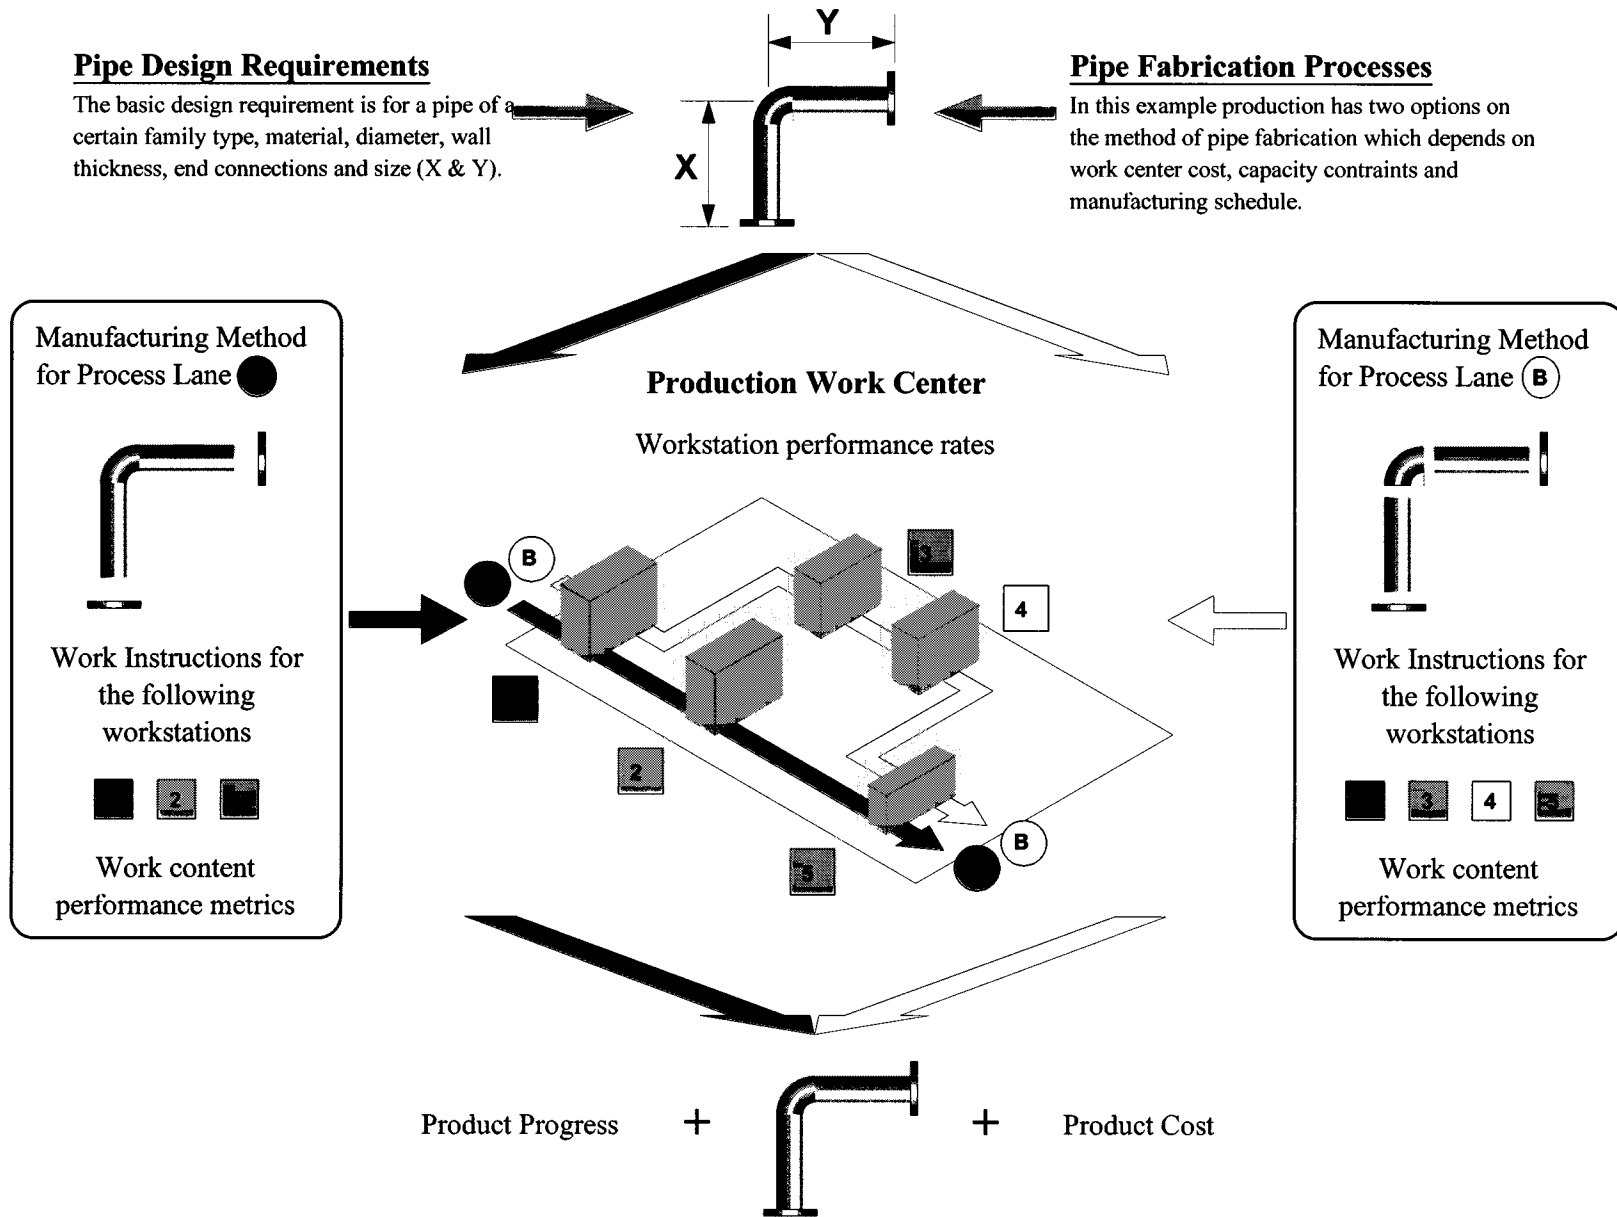 Y
Pipe Design Requirements
The basic design requirement is for a pipe of a
certain family type, material, diameter, wall
thickness, end connections and size (X & Y).
X
Pipe Fabrication Processes
In this example production has two options on
the method of pipe fabrication which depends on
work center cost, capacity contraints and
manufacturing schedule.
Manufacturing Method
for Process Lane
Work Instructions for
the following
workstations
2
Work content
performance metrics
Production Work Center
Workstation performance rates
B
3
4
2
5
B
Manufacturing Method
for Process Lane B
Work Instructions for
the following
workstations
3 4 5
Work content
performance metrics
Product Progress + + Product Cost